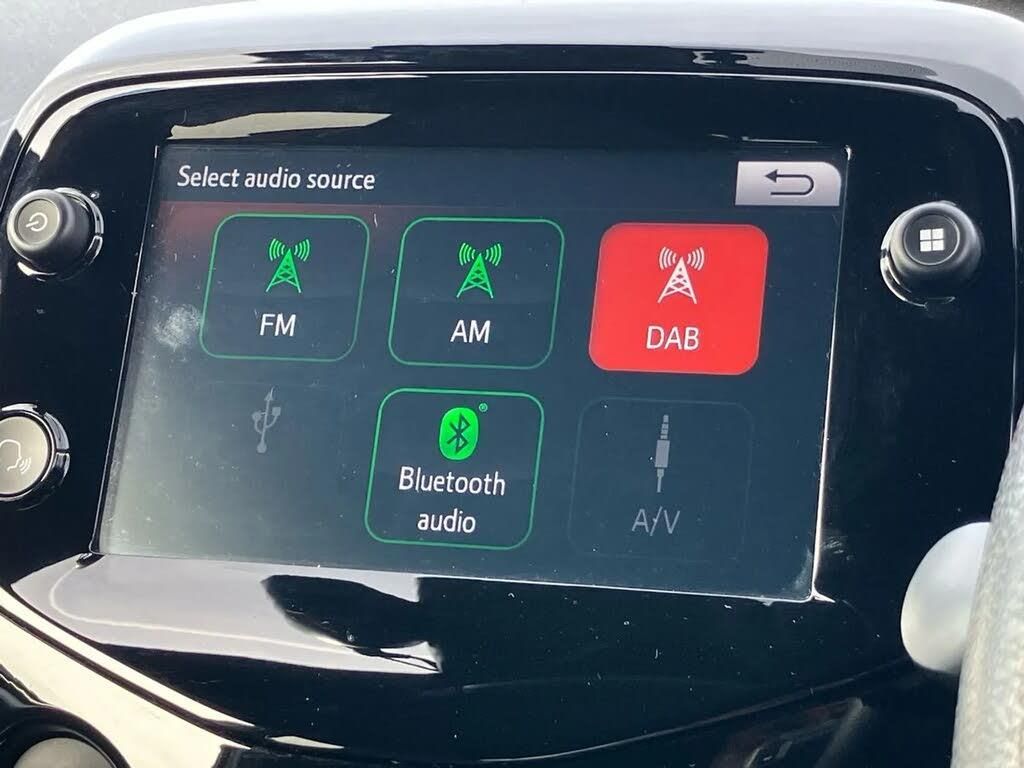 Select audio source
FM
AM
DAB
Bluetooth
audio
A/V